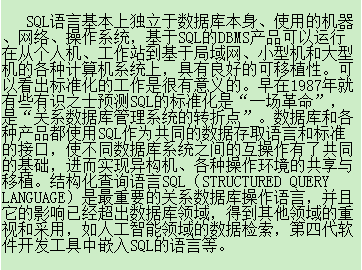 SQL语言基本上独立于数据库本身、使用的机器
、网络、操作系统，基于SQL的DBMS产品可以运行
在从个人机、工作站到基于局域网、小型机和大型
机的各种计算机系统上，具有良好的可移植性。可
以看出标准化的工作是很有意义的。早在1987年就
有些有识之士预测SQL的标准化是“一场革命”，
是“关系数据库管理系统的转折点”。数据库和各
种产品都使用SQL作为共同的数据存取语言和标准
的接口，使不同数据库系统之间的互操作有了共同
的基础，进而实现异构机、各种操作环境的共享与
移植。结构化查询语言SQL（STRUCTURED QUERY
LANGUAGE）是最重要的关系数据库操作语言，并且
它的影响已经超出数据库领域，得到其他领域的重
视和采用，如人工智能领域的数据检索，第四代软
件开发工具中嵌入SQL的语言等。